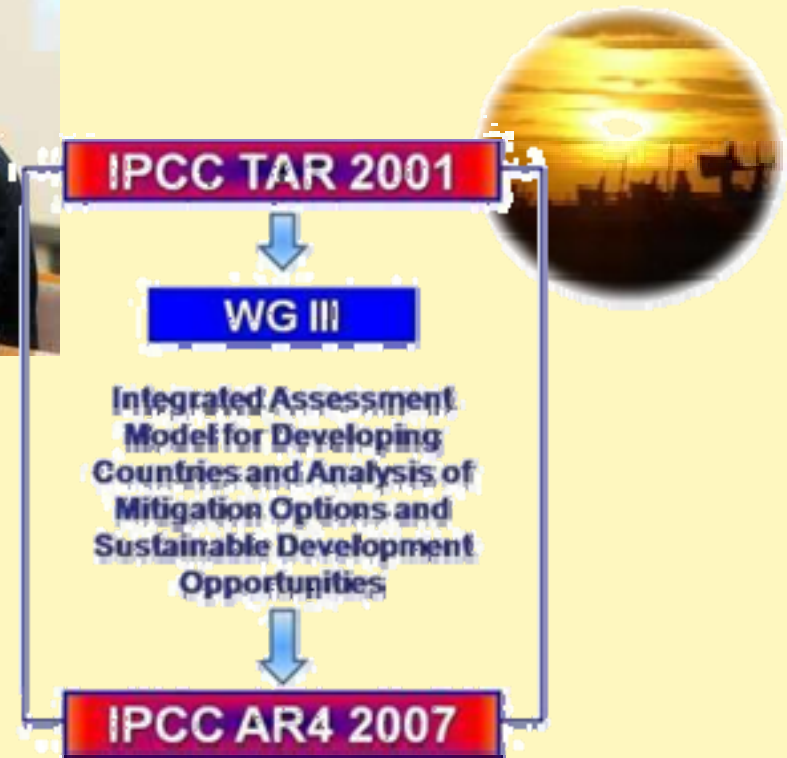 IPCC TAR 2001
WG III
Integrated Assessment
Model for Developing
Countries and Analysis of
Mitigation Options and
Sustainable Development
Opportunities
IPCC AR4 2007